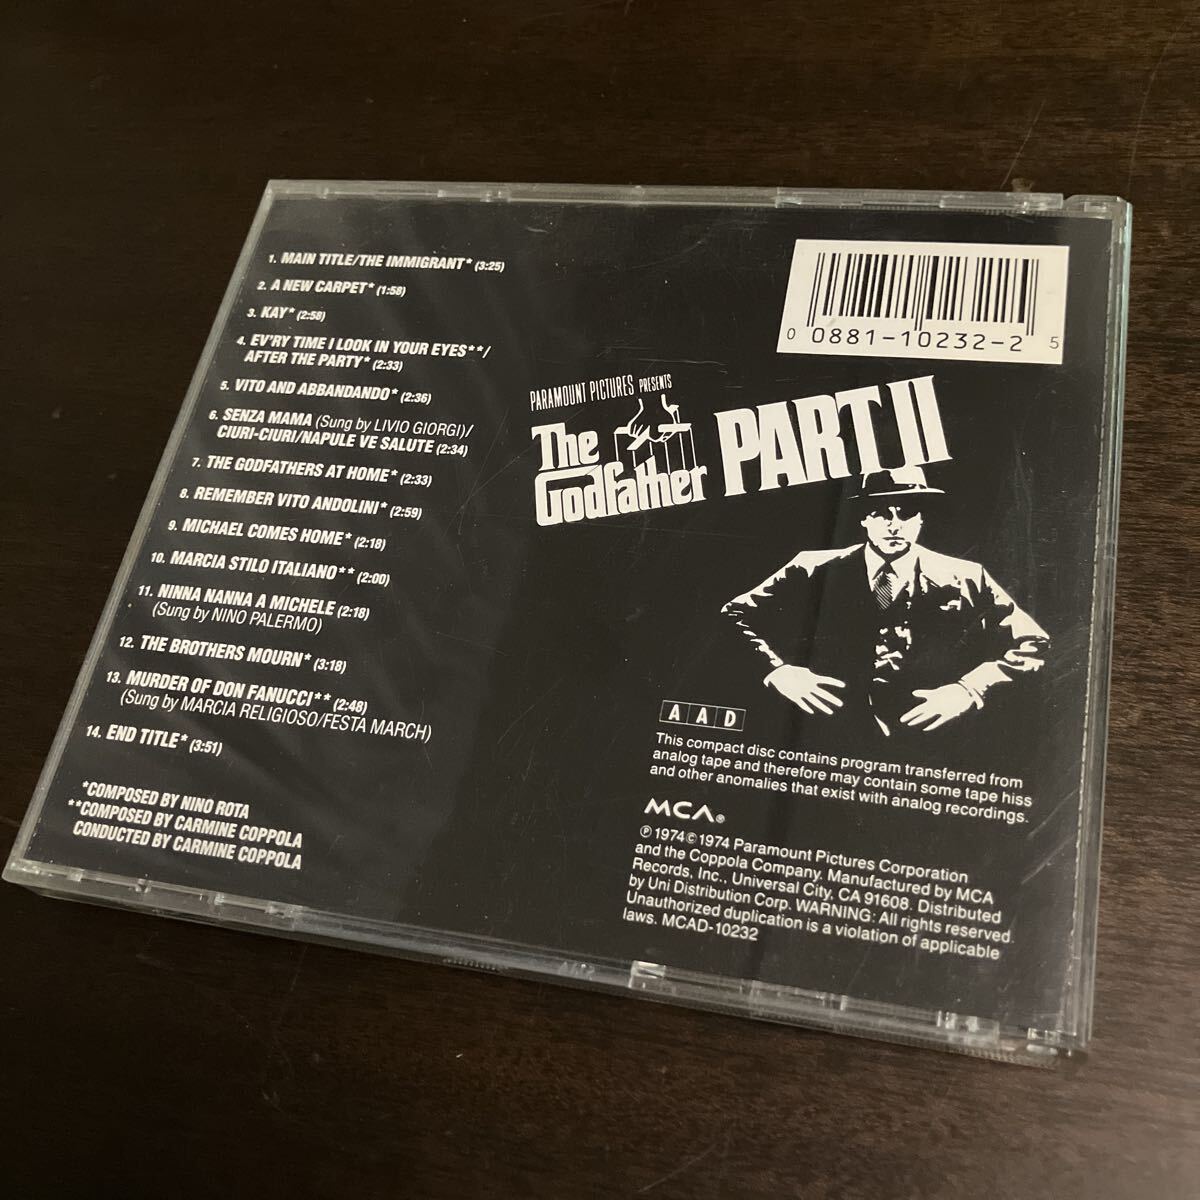 1. MAIN TITLE/THE IMMIGRANT* (3:25)
2. A NEW CARPET* (1:58)
3. KAY* (2:58)
4. EV'RY TIME I LOOK IN YOUR EYES**/
AFTER THE PARTY* (2:33)
5. VITO AND ABBANDANDO* (2:36)
6. SENZA MAMA (Sung by LIVIO GIORGI)/
CIURI-CIURI/NAPULE VE SALUTE (2:34)
7. THE GODFATHERS AT HOME* (2:33)
8. REMEMBER VITO ANDOLINI* (2:59)
9. MICHAEL COMES HOME* (2:18)
10. MARCIA STILO ITALIANO** (2:00)
11. NINNA NANNA A MICHELE (2:18)
(Sung by NINO PALERMO)
12. THE BROTHERS MOURN* (3:18)
13. MURDER OF DON FANUCCI** (2:48)
(Sung by MARCIA RELIGIOSO/FESTA MARCH)
14. END TITLE* (3:51)
*COMPOSED BY NINO ROTA
**COMPOSED BY CARMINE COPPOLA
CONDUCTED BY CARMINE COPPOLA
0 0881-10232-2 5
PARAMOUNT PICTURES PRESENTS
The Godfather PART II
AAD
This compact disc contains program transferred from
analog tape and therefore may contain some tape hiss
and other anomalies that exist with analog recordings.
MCA®
℗ 1974 © 1974 Paramount Pictures Corporation
and the Coppola Company. Manufactured by MCA
Records, Inc., Universal City, CA 91608. Distributed
by Uni Distribution Corp. WARNING: All rights reserved.
Unauthorized duplication is a violation of applicable
laws. MCAD-10232